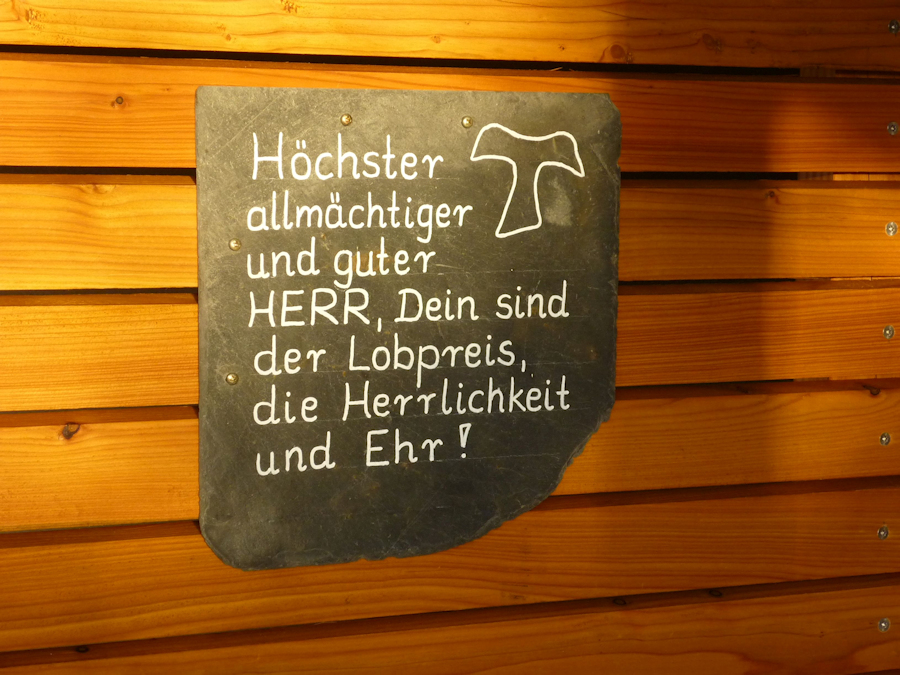 Höchster
allmächtiger
und guter
HERR, Dein sind
der Lobpreis,
die Herrlichkeit
und Ehr!